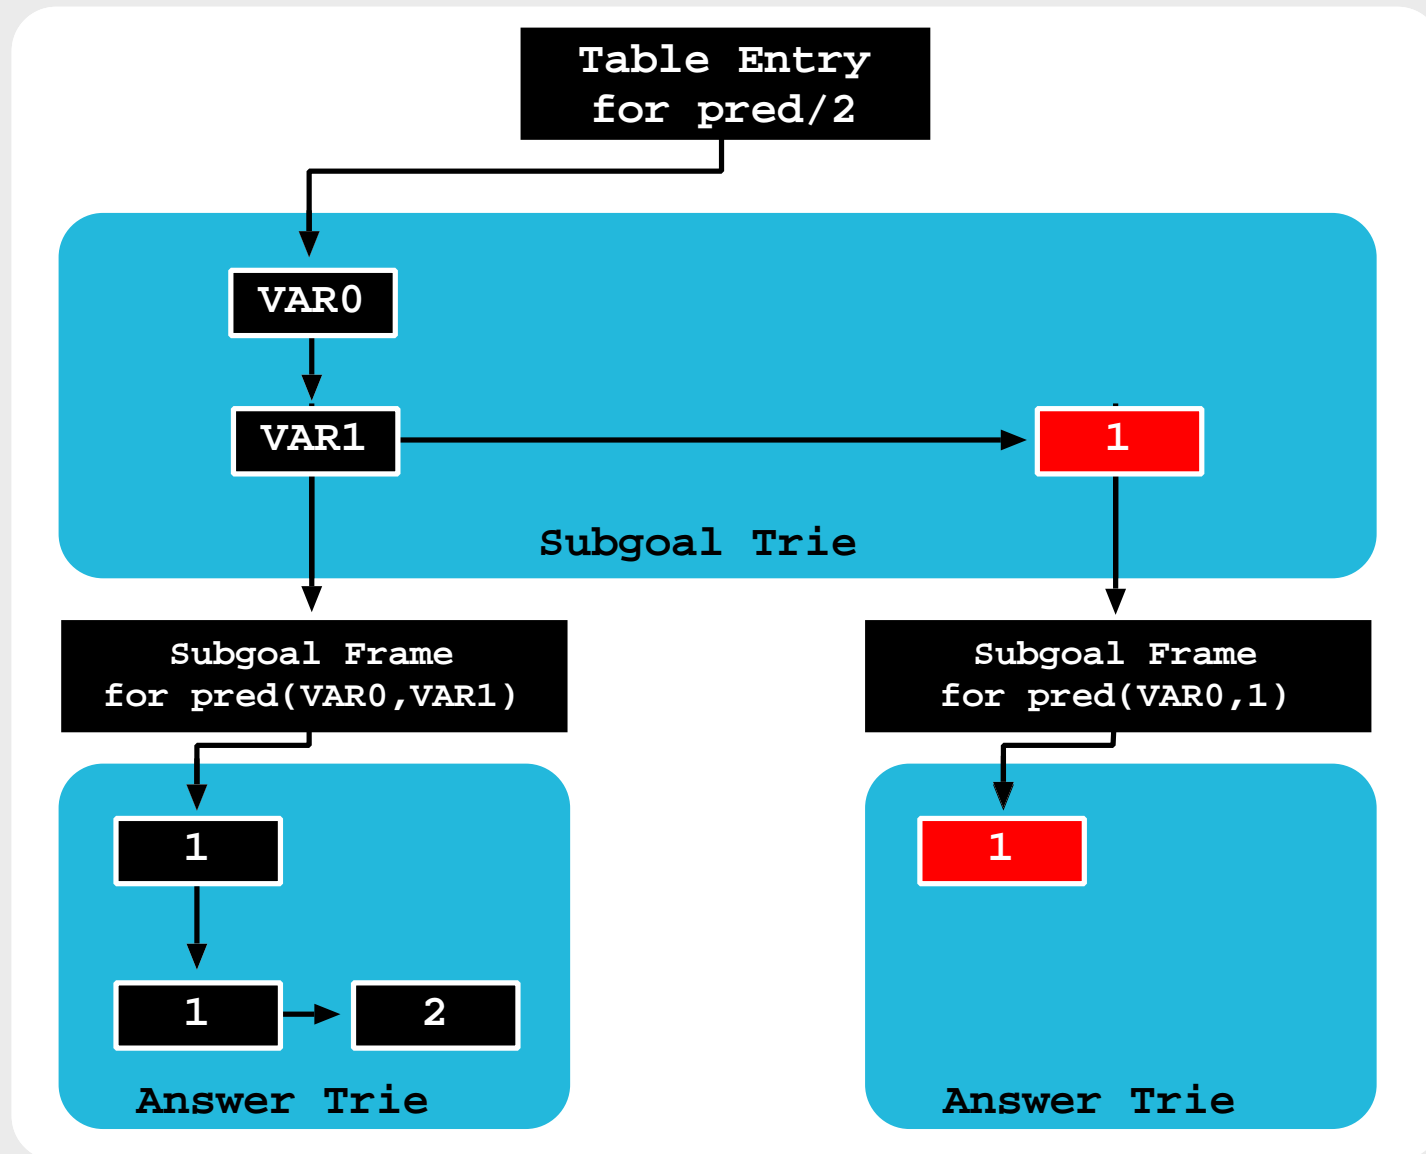 Table Entry
for pred/2
VAR0
VAR1
1
Subgoal Trie
Subgoal Frame
for pred(VAR0,VAR1)
Subgoal Frame
for pred(VAR0,1)
1
1
2
Answer Trie
1
Answer Trie